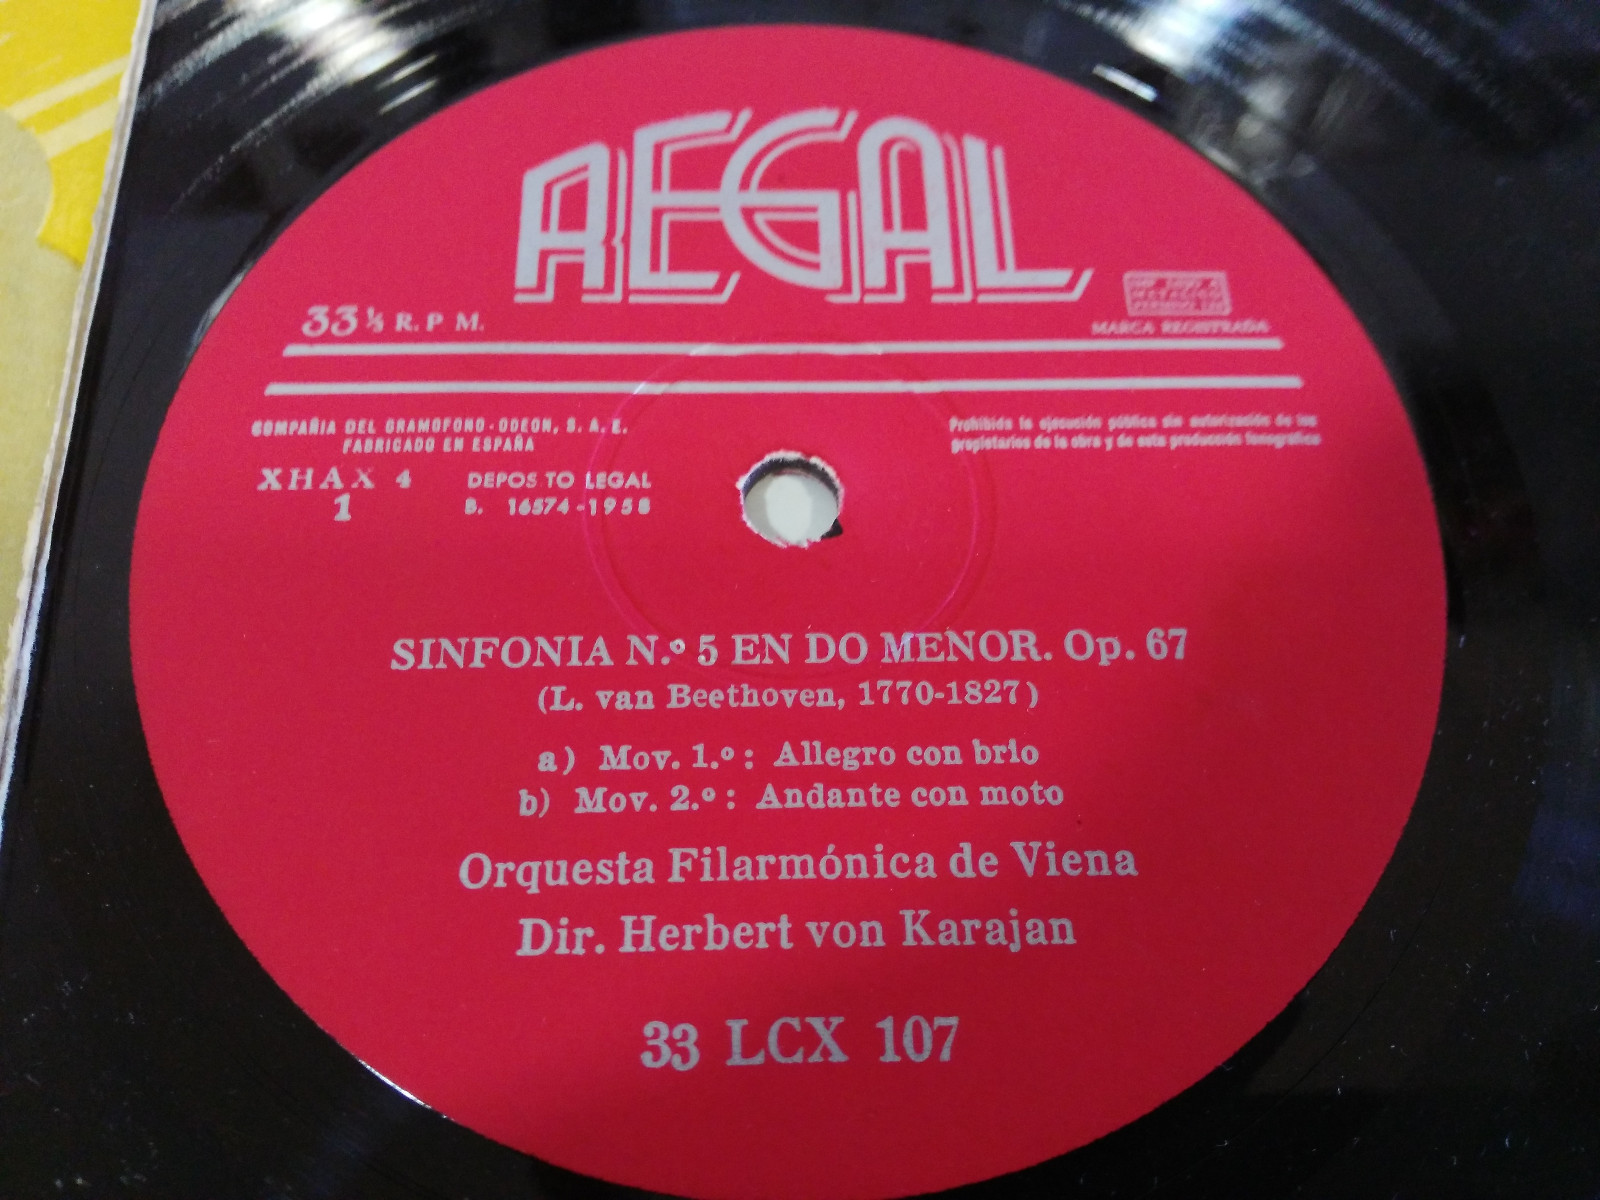 REGAL
33 ⅓ R. P M.
MARCA REGISTRADA
COMPAÑIA DEL GRAMOFONO - ODEON, S. A. E.
FABRICADO EN ESPAÑA
Prohibida la ejecución pública sin autorización de los
propietarios de la obra y de esta producción fonográfica
XHAX 4
1
DEPOS TO LEGAL
B. 16574-1958
SINFONIA N.º 5 EN DO MENOR. Op. 67
(L. van Beethoven, 1770-1827)
a) Mov. 1.º : Allegro con brio
b) Mov. 2.º : Andante con moto
Orquesta Filarmónica de Viena
Dir. Herbert von Karajan
33 LCX 107